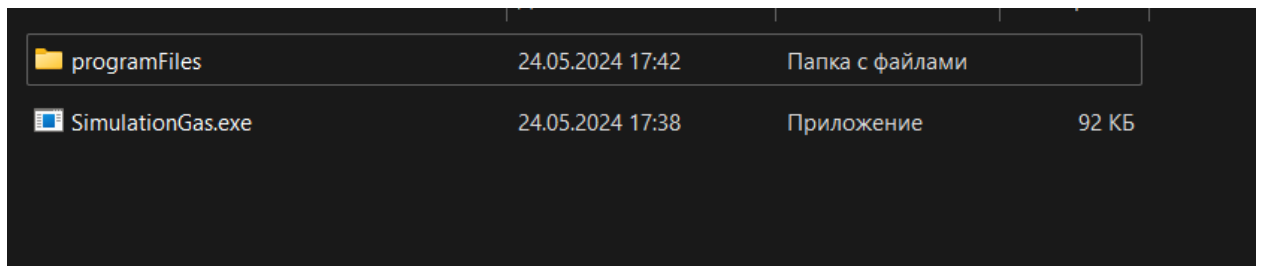 programFiles 24.05.2024 17:42 Папка с файлами
SimulationGas.exe 24.05.2024 17:38 Приложение 92 КБ